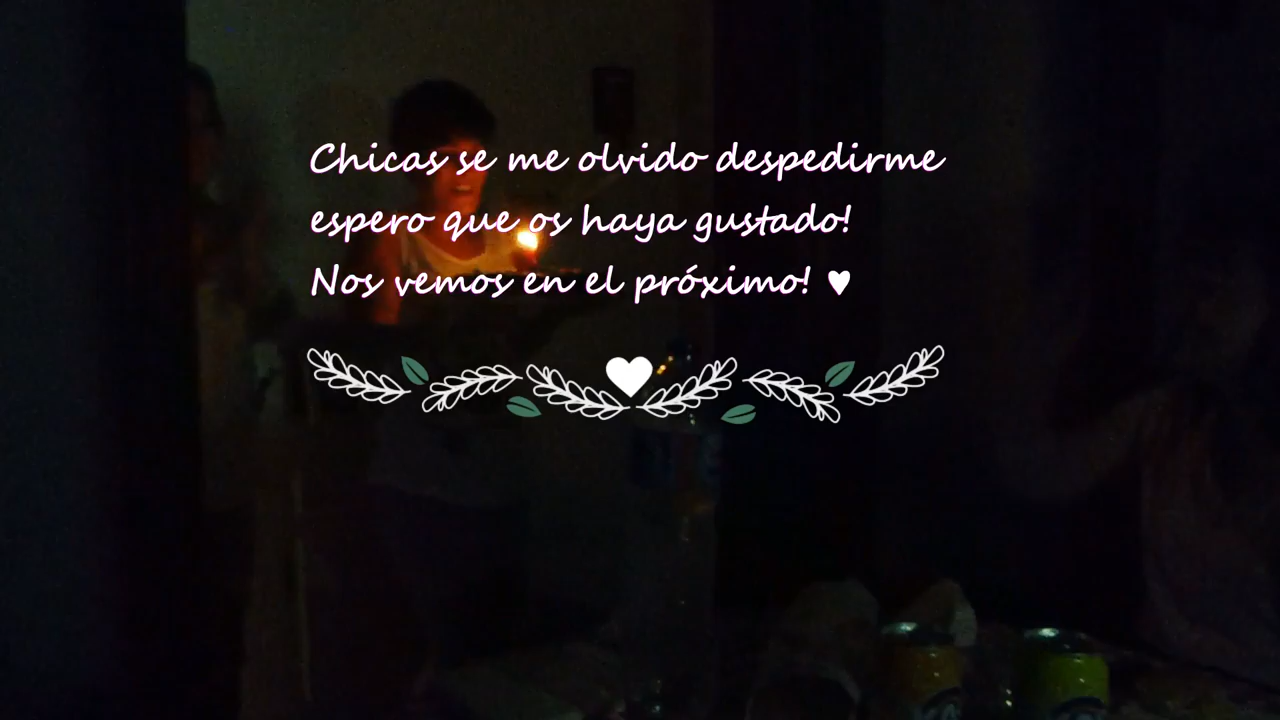 Chicas se me olvido despedirme
espero que os haya gustado!
Nos vemos en el próximo! ♥